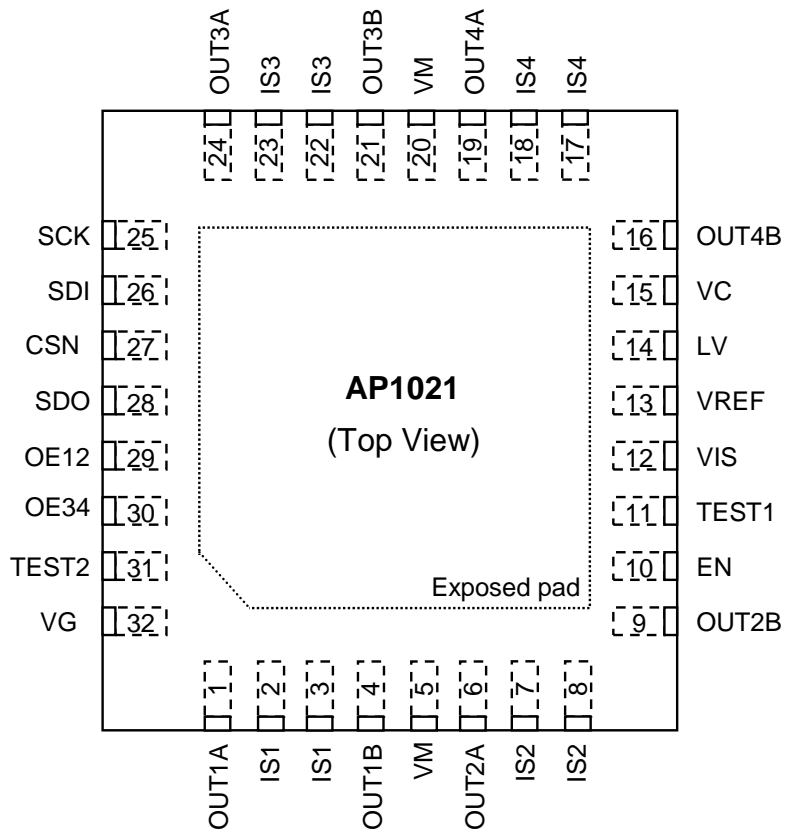 OUT3A IS3 IS3 OUT3B VM OUT4A IS4 IS4
24 23 22 21 20 19 18 17
SCK 25 16 OUT4B
SDI 26 15 VC
CSN 27 14 LV
SDO 28 13 VREF
OE12 29 12 VIS
OE34 30 11 TEST1
TEST2 31 10 EN
VG 32 9 OUT2B
AP1021
(Top View)
Exposed pad
1 2 3 4 5 6 7 8
OUT1A IS1 IS1 OUT1B VM OUT2A IS2 IS2